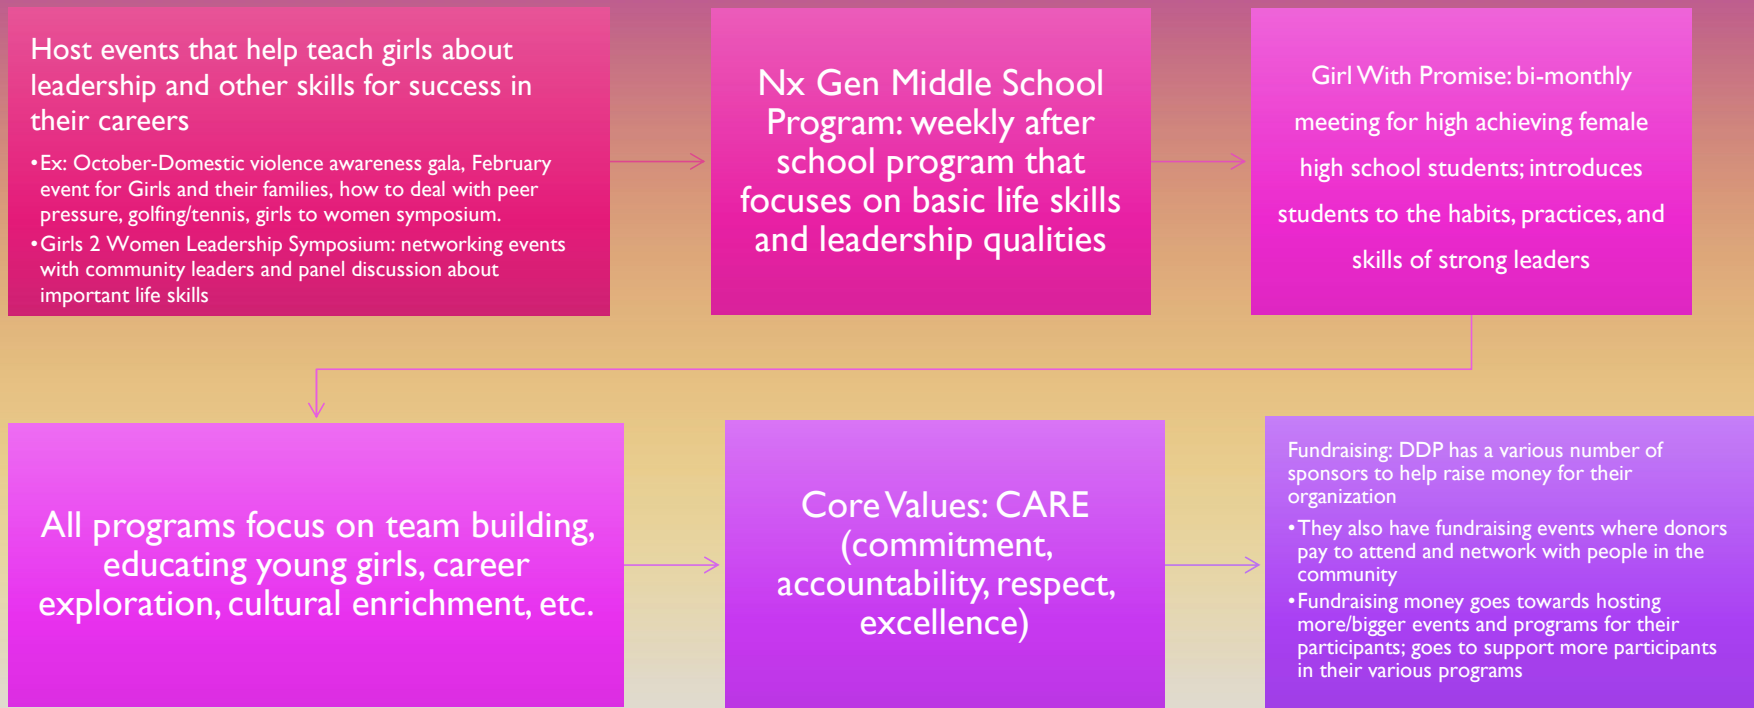 Host events that help teach girls about
leadership and other skills for success in
their careers
•Ex: October-Domestic violence awareness gala, February
event for Girls and their families, how to deal with peer
pressure, golfing/tennis, girls to women symposium.
•Girls 2 Women Leadership Symposium: networking events
with community leaders and panel discussion about
important life skills
Nx Gen Middle School
Program: weekly after
school program that
focuses on basic life skills
and leadership qualities
Girl With Promise: bi-monthly
meeting for high achieving female
high school students; introduces
students to the habits, practices, and
skills of strong leaders
All programs focus on team building,
educating young girls, career
exploration, cultural enrichment, etc.
Core Values: CARE
(commitment,
accountability, respect,
excellence)
Fundraising: DDP has a various number of
sponsors to help raise money for their
organization
•They also have fundraising events where donors
pay to attend and network with people in the
community
•Fundraising money goes towards hosting
more/bigger events and programs for their
participants; goes to support more participants
in their various programs